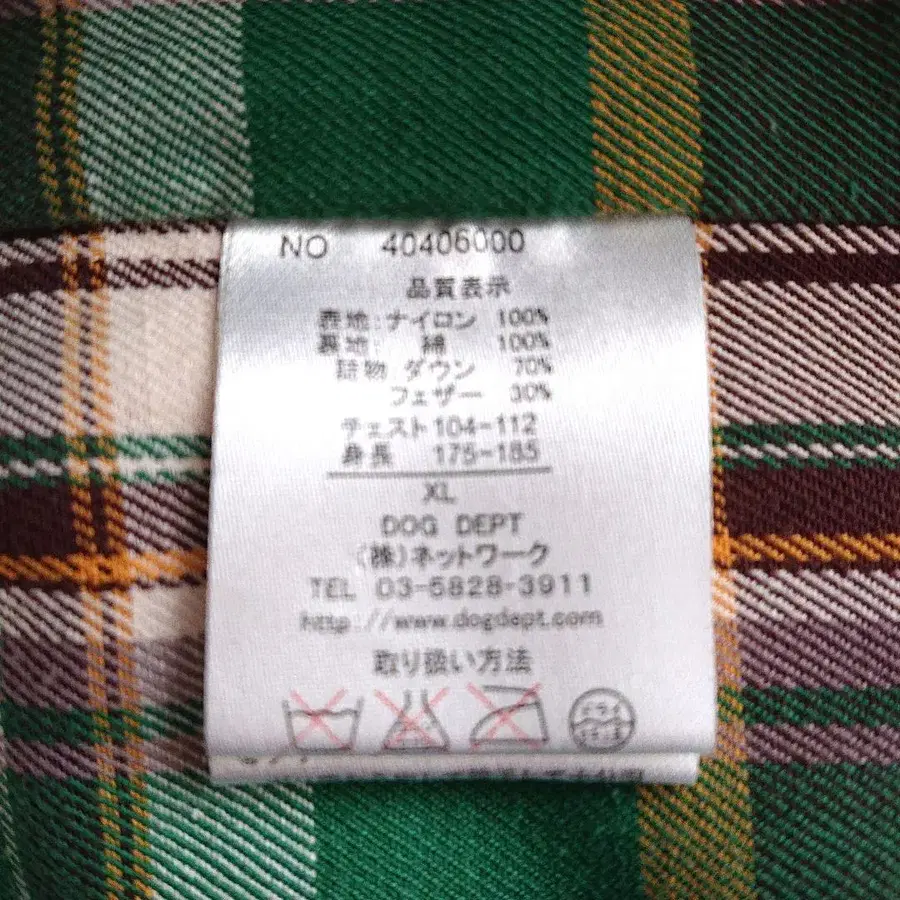 NO 40406000
品質表示
表地:ナイロン 100%
裏地: 綿 100%
詰物 ダウン 70%
フェザー 30%
チェスト 104-112
身長 175-185
XL
DOG DEPT
(株)ネットワーク
TEL 03-5828-3911
http://www.dogdept.com
取り扱い方法
ドライ